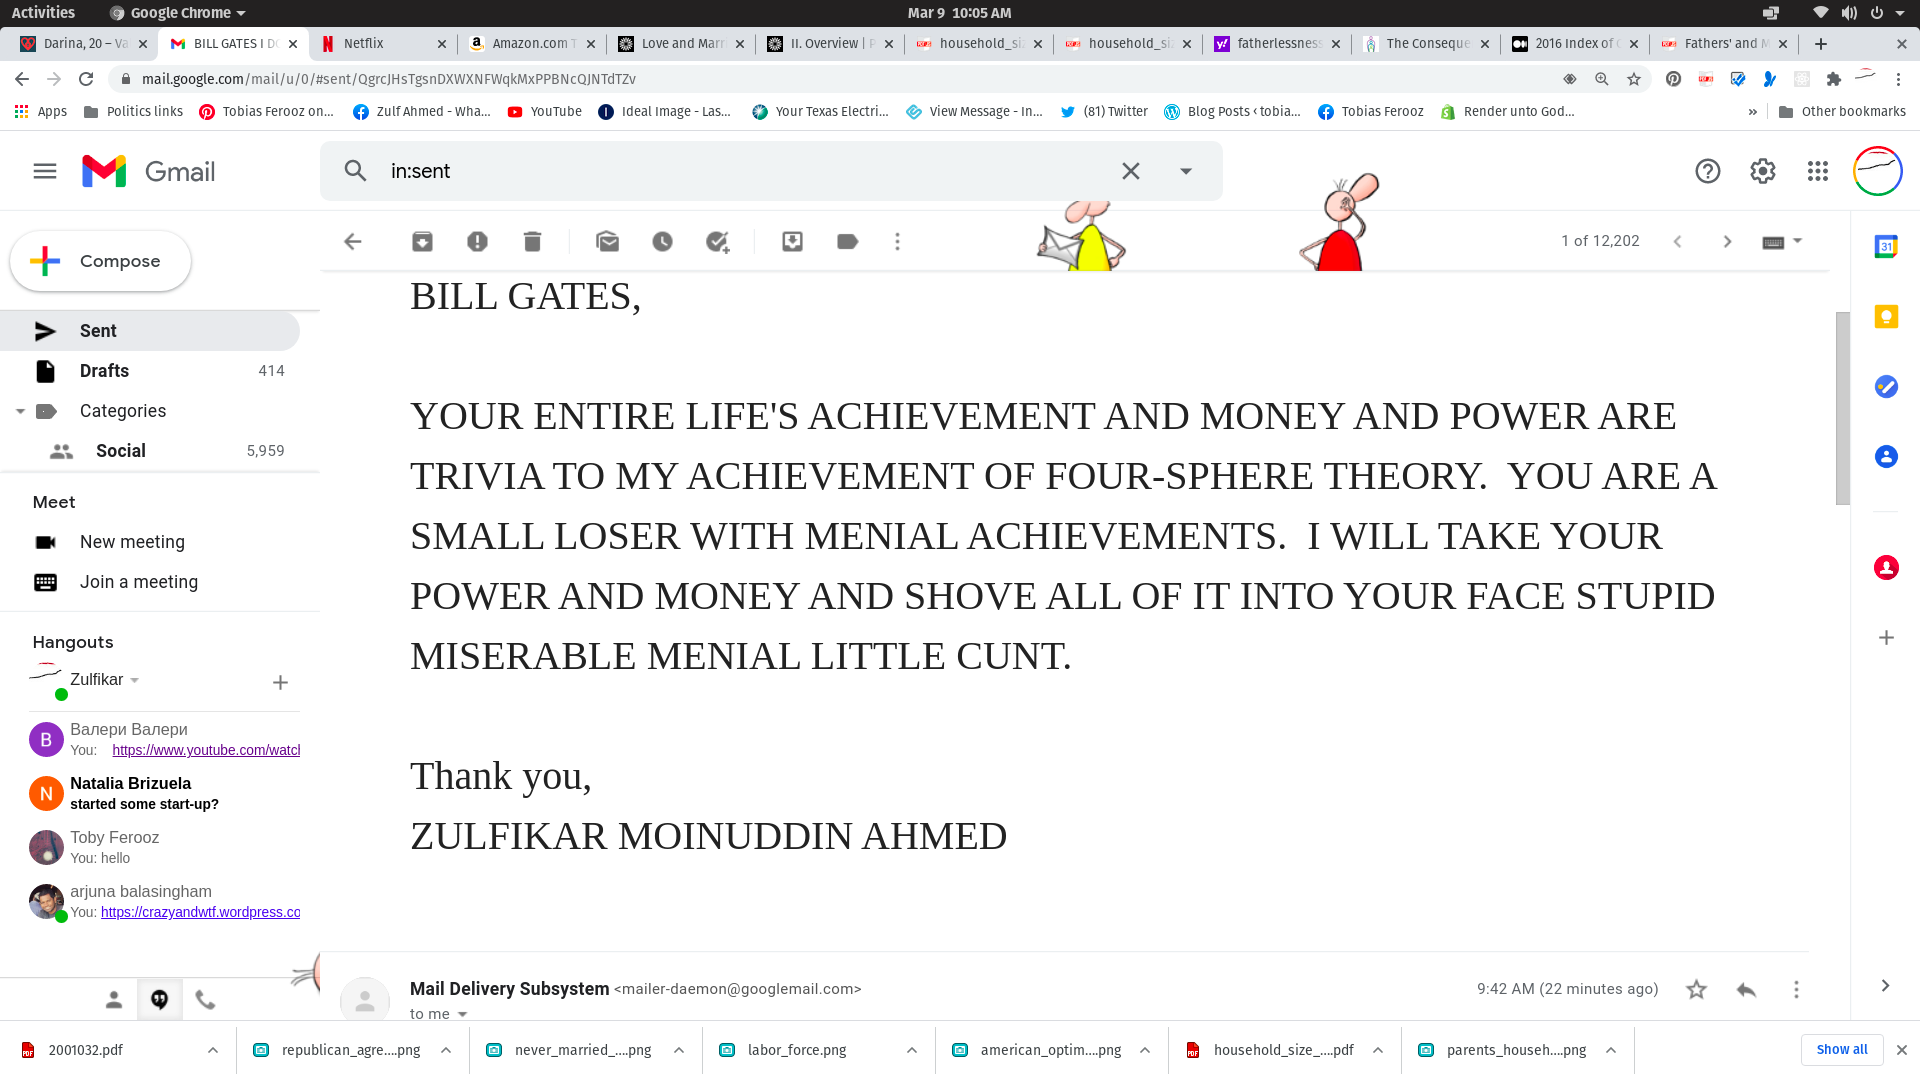 Activities
Google Chrome
Mar 9 10:05 AM
Darina, 20 – Va
BILL GATES I DO
Netflix
Amazon.com T
Love and Marr
II. Overview | P
household_siz
household_siz
fatherlessness
The Conseque
2016 Index of C
Fathers' and M
mail.google.com/mail/u/0/#sent/QgrcJHsTgsnDXWXNFWqkMxPPBNcQJNTdTZv
Apps
Politics links
Tobias Ferooz on...
Zulf Ahmed - Wha...
YouTube
Ideal Image - Las...
Your Texas Electri...
View Message - In...
(81) Twitter
Blog Posts ‹ tobia...
Tobias Ferooz
Render unto God...
»
Other bookmarks
Gmail
in:sent
Compose
1 of 12,202
Sent
Drafts 414
Categories
Social 5,959
Meet
New meeting
Join a meeting
Hangouts
Zulfikar
Валери Валери
You: https://www.youtube.com/watch
Natalia Brizuela
started some start-up?
Toby Ferooz
You: hello
arjuna balasingham
You: https://crazyandwtf.wordpress.co
BILL GATES,
YOUR ENTIRE LIFE'S ACHIEVEMENT AND MONEY AND POWER ARE
TRIVIA TO MY ACHIEVEMENT OF FOUR-SPHERE THEORY. YOU ARE A
SMALL LOSER WITH MENIAL ACHIEVEMENTS. I WILL TAKE YOUR
POWER AND MONEY AND SHOVE ALL OF IT INTO YOUR FACE STUPID
MISERABLE MENIAL LITTLE CUNT.
Thank you,
ZULFIKAR MOINUDDIN AHMED
Mail Delivery Subsystem <mailer-daemon@googlemail.com>
9:42 AM (22 minutes ago)
to me
2001032.pdf
republican_agre....png
never_married_....png
labor_force.png
american_optim....png
household_size_....pdf
parents_househ....png
Show all